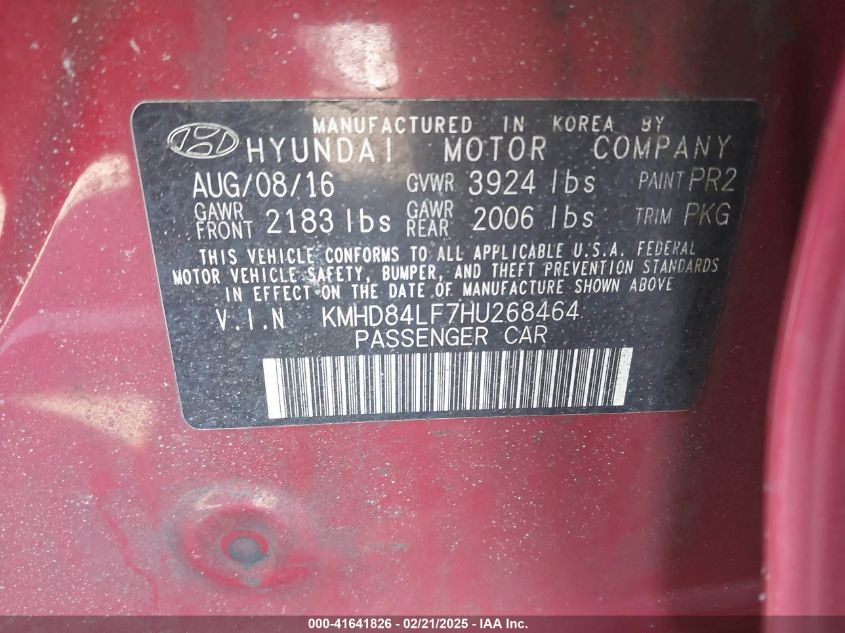 MANUFACTURED IN KOREA BY
HYUNDAI MOTOR COMPANY
AUG/08/16 GVWR 3924 lbs PAINT PR2
GAWR FRONT 2183 lbs GAWR REAR 2006 lbs TRIM PKG
THIS VEHICLE CONFORMS TO ALL APPLICABLE U.S.A. FEDERAL
MOTOR VEHICLE SAFETY, BUMPER, AND THEFT PREVENTION STANDARDS
IN EFFECT ON THE DATE OF MANUFACTURE SHOWN ABOVE
V.I.N KMHD84LF7HU268464
PASSENGER CAR
000-41641826 - 02/21/2025 - IAA Inc.